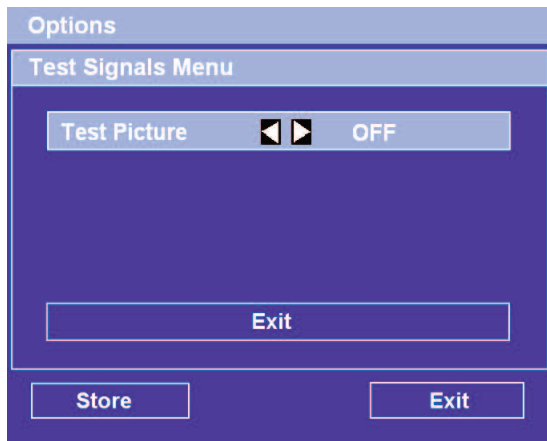 Options
Test Signals Menu
Test Picture OFF
Exit
Store Exit